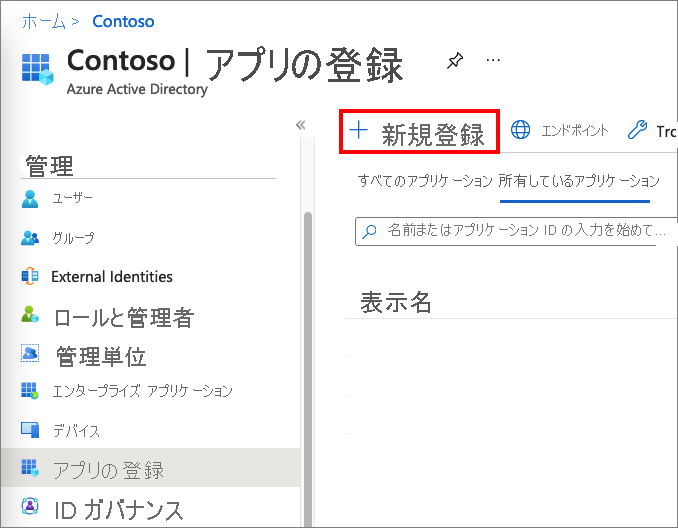 ホーム > Contoso
Contoso | アプリの登録 ...
Azure Active Directory
«
+ 新規登録 エンドポイント Trc
管理
すべてのアプリケーション 所有しているアプリケーション
ユーザー
名前またはアプリケーション ID の入力を始めて...
グループ
External Identities
表示名
ロールと管理者
管理単位
エンタープライズ アプリケーション
デバイス
アプリの登録
ID ガバナンス